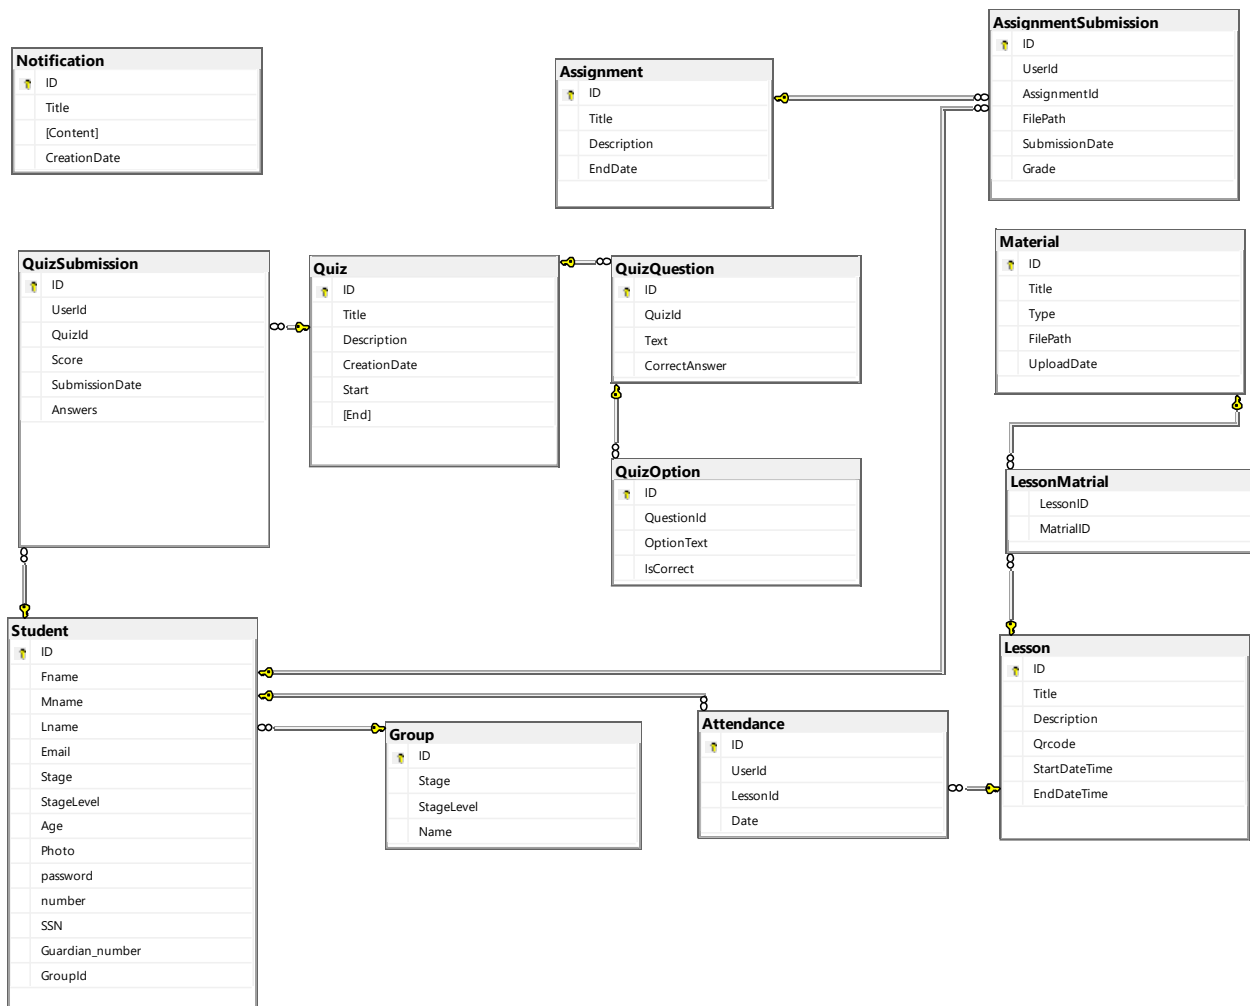 Notification
ID
Title
[Content]
CreationDate
Assignment
ID
Title
Description
EndDate
AssignmentSubmission
ID
UserId
AssignmentId
FilePath
SubmissionDate
Grade
QuizSubmission
ID
UserId
QuizId
Score
SubmissionDate
Answers
Quiz
ID
Title
Description
CreationDate
Start
[End]
QuizQuestion
ID
QuizId
Text
CorrectAnswer
Material
ID
Title
Type
FilePath
UploadDate
QuizOption
ID
QuestionId
OptionText
IsCorrect
LessonMatrial
LessonID
MatrialID
Student
ID
Fname
Mname
Lname
Email
Stage
StageLevel
Age
Photo
password
number
SSN
Guardian_number
GroupId
Group
ID
Stage
StageLevel
Name
Attendance
ID
UserId
LessonId
Date
Lesson
ID
Title
Description
Qrcode
StartDateTime
EndDateTime